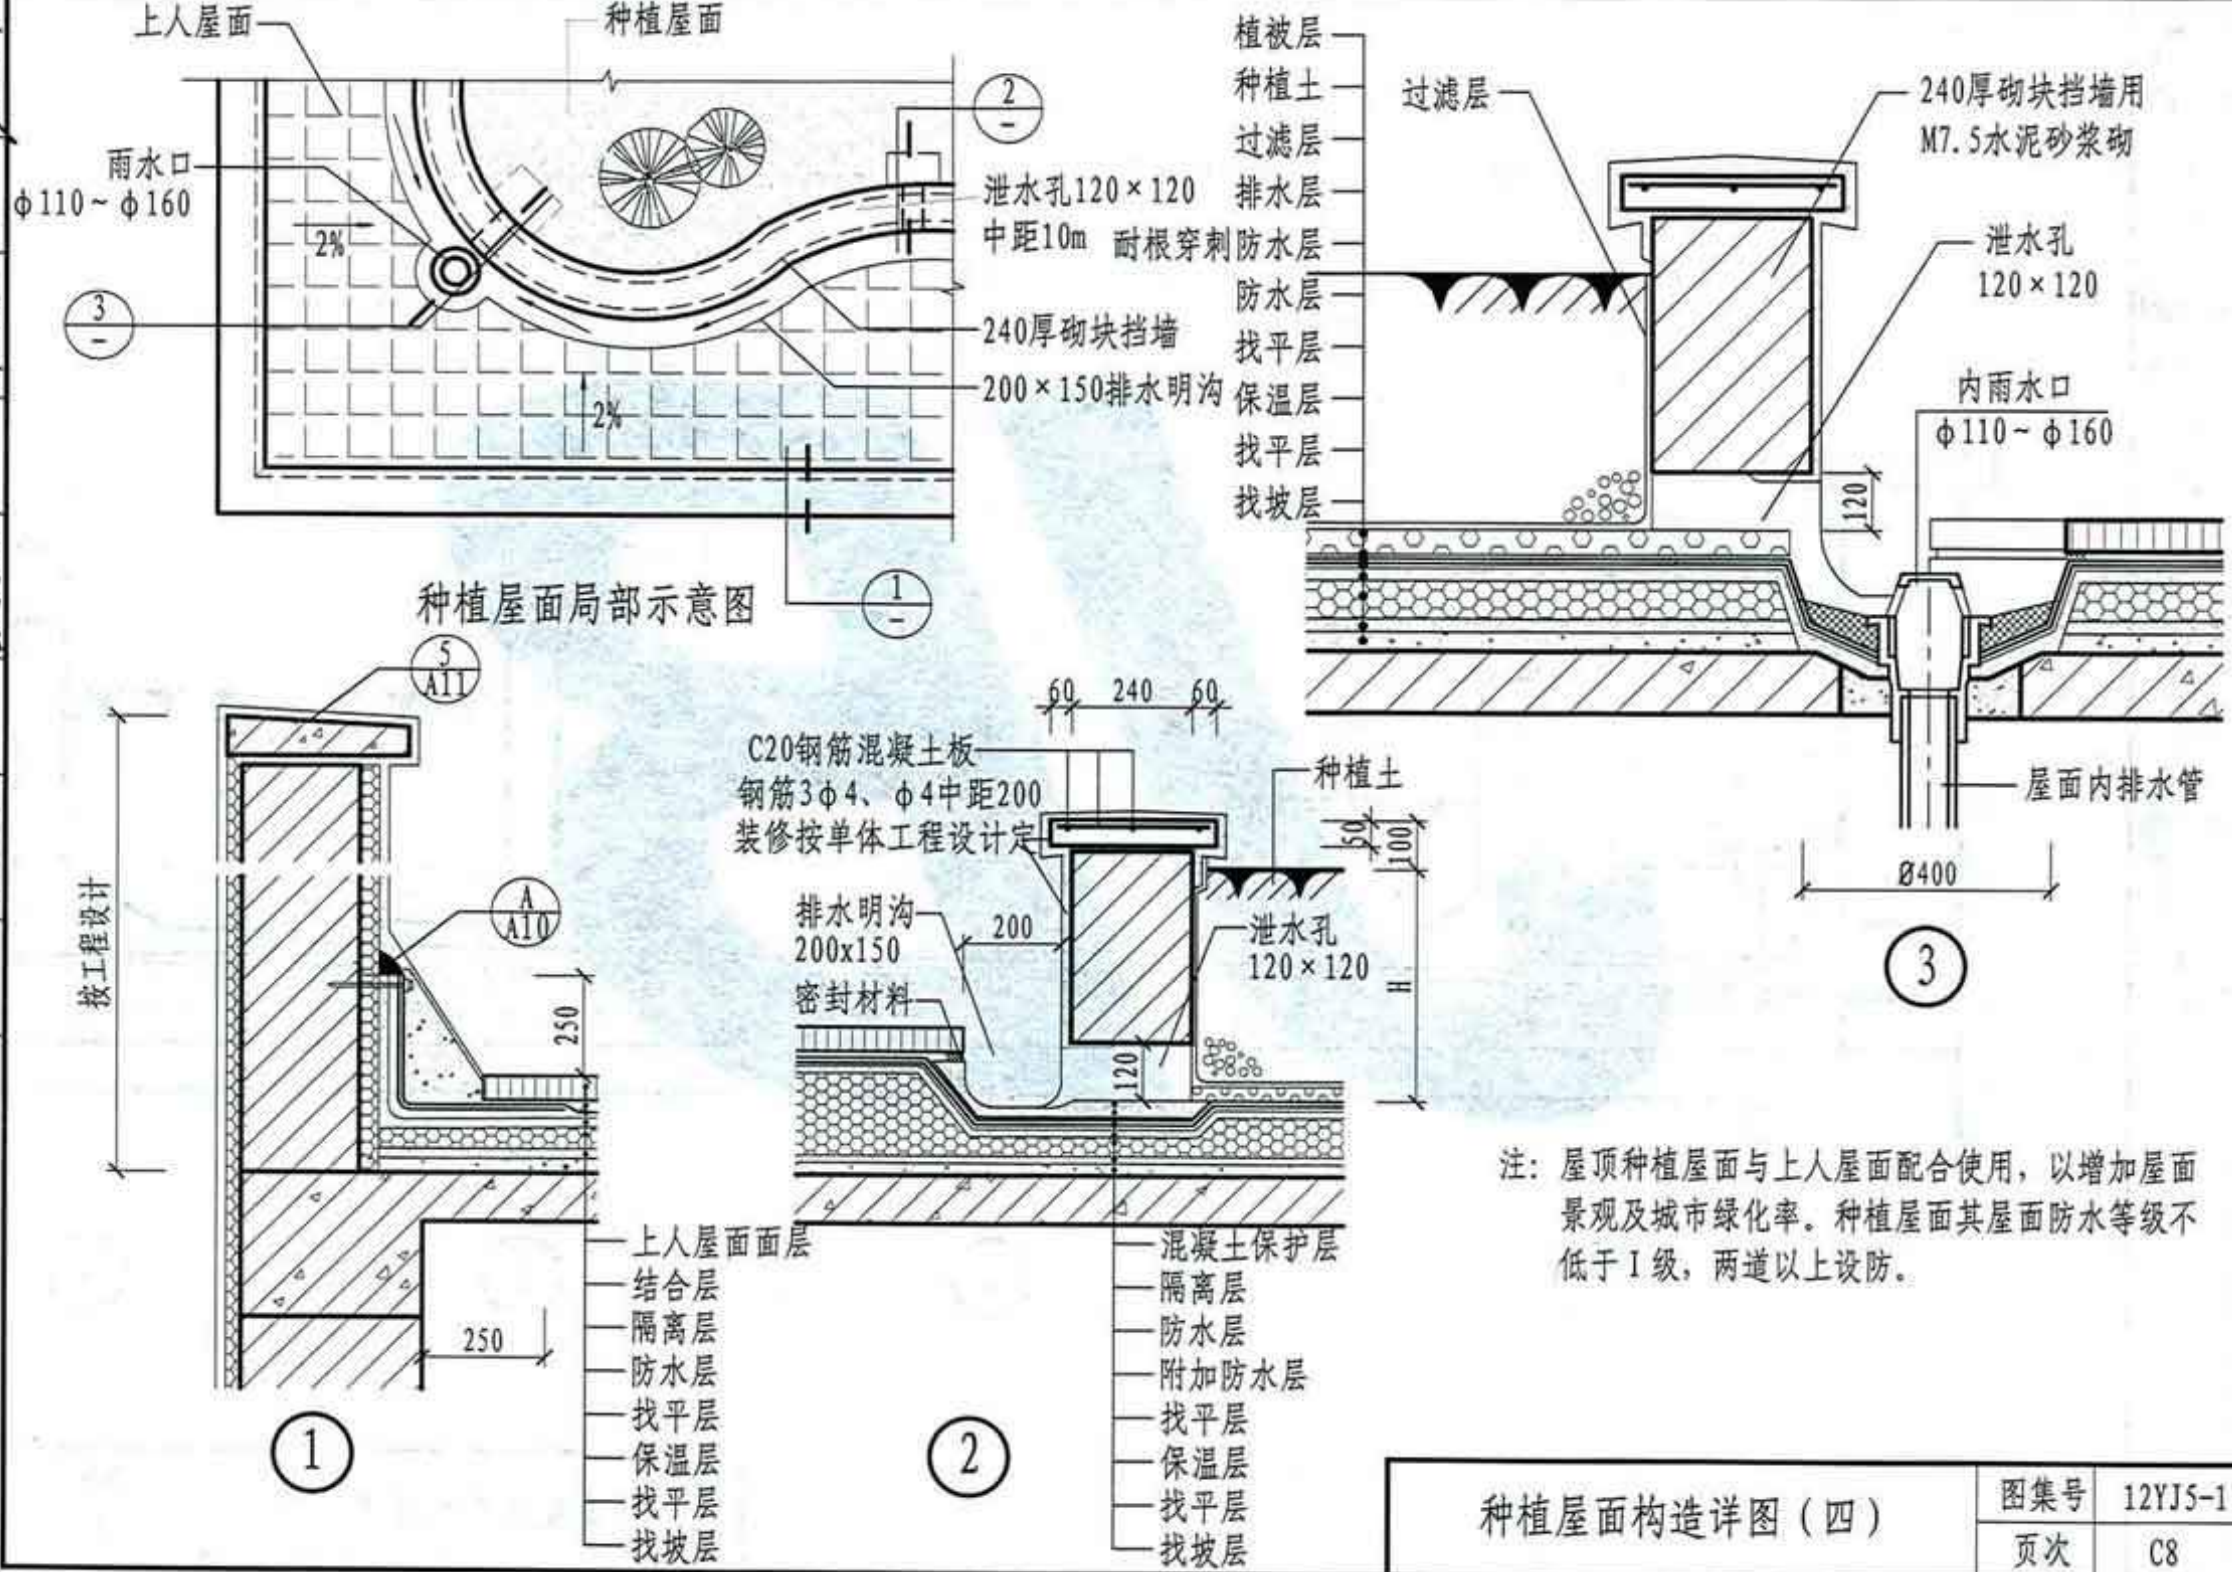 上人屋面
种植屋面
雨水口
ф110～ф160
2%
2%
2
-
泄水孔120×120
中距10m
240厚砌块挡墙
200×150排水明沟
3
-
1
-
种植屋面局部示意图
植被层
种植土
过滤层
排水层
耐根穿刺防水层
防水层
找平层
保温层
找平层
找坡层
过滤层
240厚砌块挡墙用
M7.5水泥砂浆砌
泄水孔
120×120
内雨水口
ф110～ф160
120
屋面内排水管
Ø400
3
5
A11
按工程设计
A
A10
250
250
上人屋面面层
结合层
隔离层
防水层
找平层
保温层
找平层
找坡层
1
60
240
60
C20钢筋混凝土板
钢筋3ф4、ф4中距200
装修按单体工程设计定
种植土
50
100
排水明沟
200x150
200
泄水孔
120×120
H
密封材料
120
混凝土保护层
隔离层
防水层
附加防水层
找平层
保温层
找平层
找坡层
2
注：屋顶种植屋面与上人屋面配合使用，以增加屋面
景观及城市绿化率。种植屋面其屋面防水等级不
低于Ⅰ级，两道以上设防。
种植屋面构造详图（四）
图集号
12YJ5-1
页次
C8